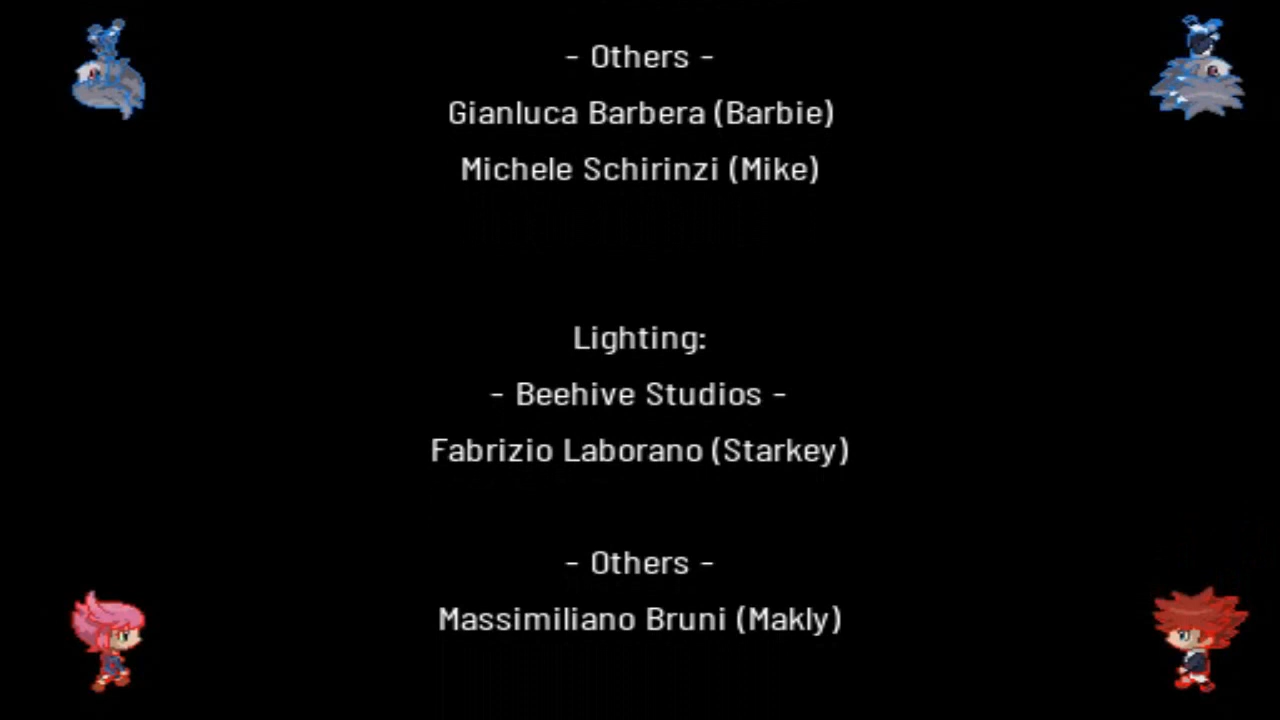 - Others -
Gianluca Barbera (Barbie)
Michele Schirinzi (Mike)
Lighting:
- Beehive Studios -
Fabrizio Laborano (Starkey)
- Others -
Massimiliano Bruni (Makly)